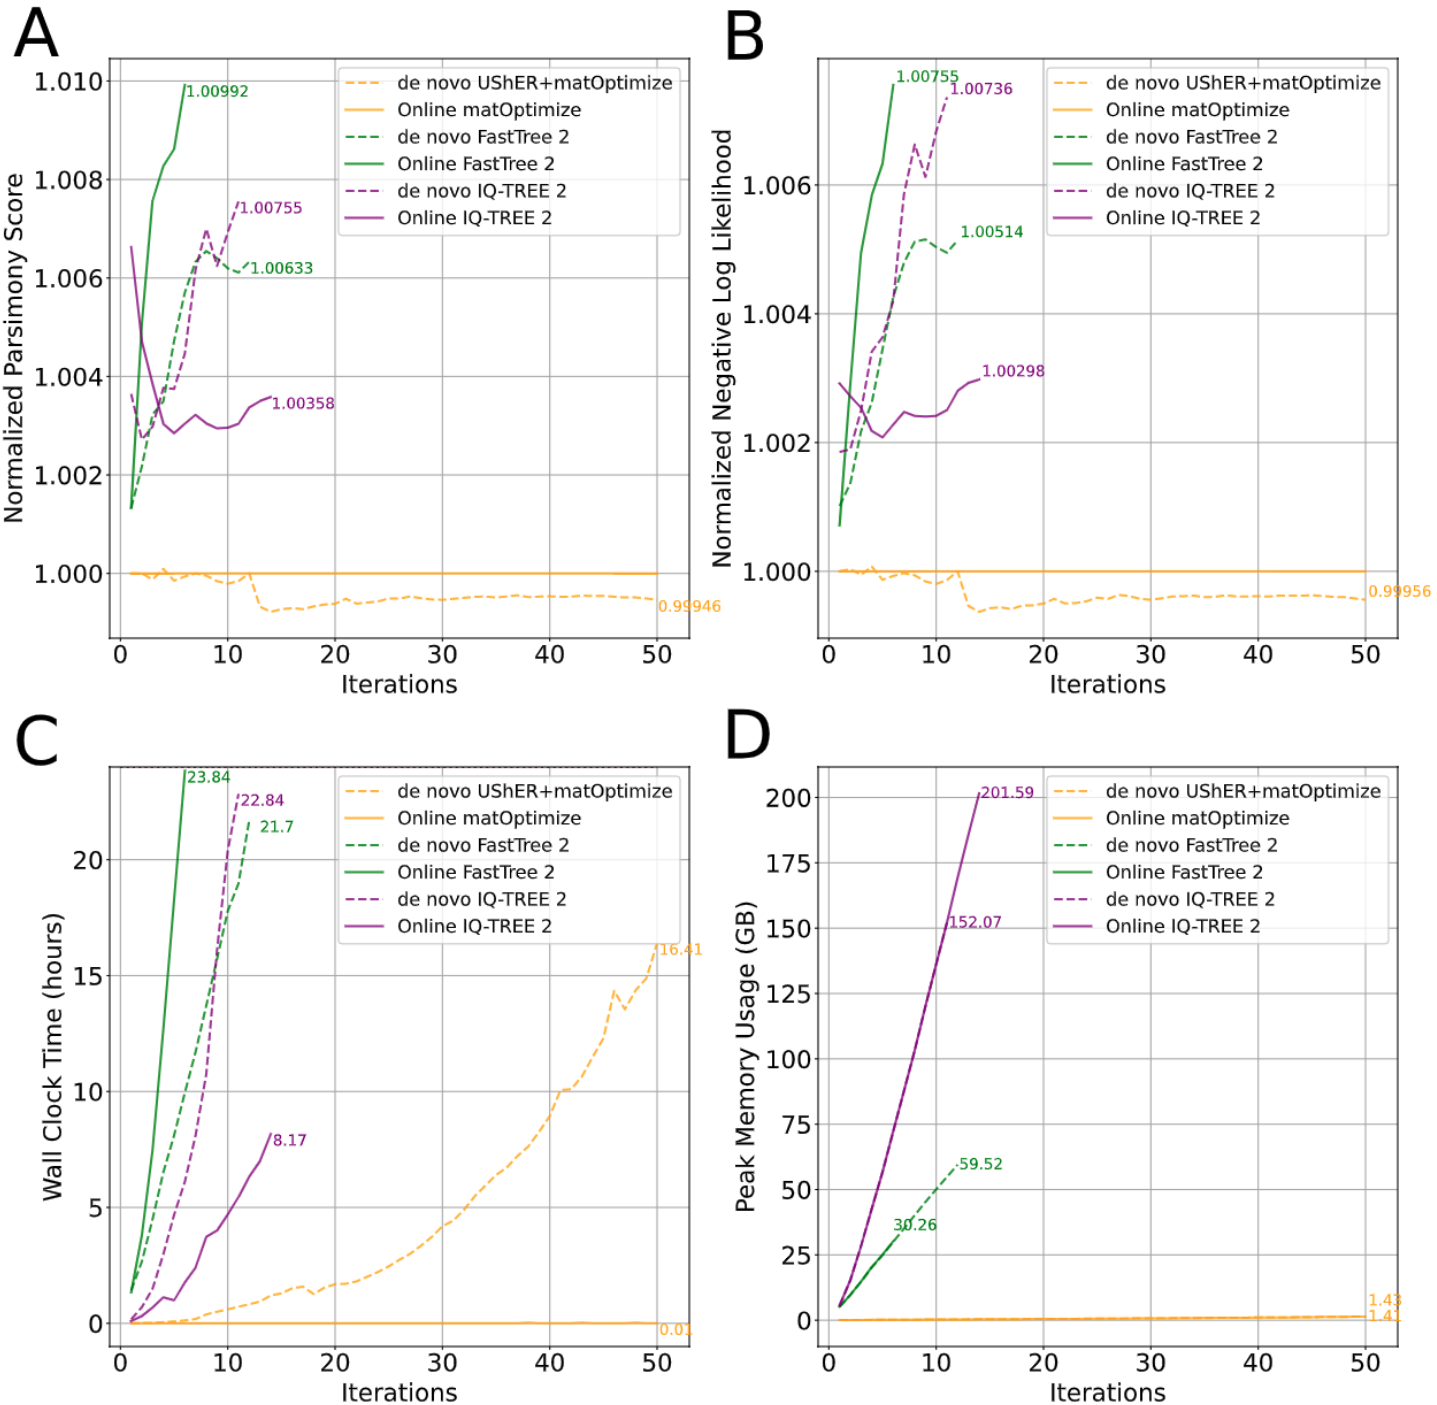 A
Normalized Parsimony Score
1.010
1.008
1.006
1.004
1.002
1.000
1.00992
1.00755
1.00633
1.00358
0.99946
de novo UShER+matOptimize
Online matOptimize
de novo FastTree 2
Online FastTree 2
de novo IQ-TREE 2
Online IQ-TREE 2
0 10 20 30 40 50
Iterations
B
Normalized Negative Log Likelihood
1.006
1.004
1.002
1.000
1.00755
1.00736
1.00514
1.00298
0.99956
de novo UShER+matOptimize
Online matOptimize
de novo FastTree 2
Online FastTree 2
de novo IQ-TREE 2
Online IQ-TREE 2
0 10 20 30 40 50
Iterations
C
Wall Clock Time (hours)
20
15
10
5
0
23.84
22.84
21.7
16.41
8.17
0.01
de novo UShER+matOptimize
Online matOptimize
de novo FastTree 2
Online FastTree 2
de novo IQ-TREE 2
Online IQ-TREE 2
0 10 20 30 40 50
Iterations
D
Peak Memory Usage (GB)
200
175
150
125
100
75
50
25
0
201.59
152.07
59.52
30.26
1.43
1.41
de novo UShER+matOptimize
Online matOptimize
de novo FastTree 2
Online FastTree 2
de novo IQ-TREE 2
Online IQ-TREE 2
0 10 20 30 40 50
Iterations